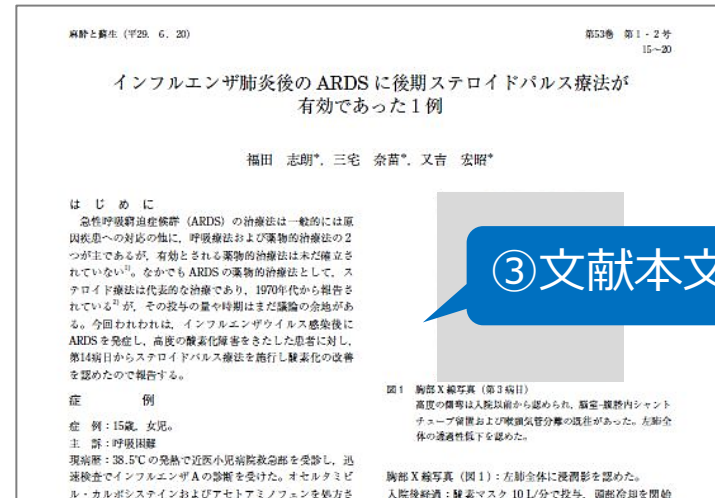 麻酔と蘇生（平29. 6. 20）
第53巻 第1・2号
15～20
インフルエンザ肺炎後の ARDS に後期ステロイドパルス療法が
有効であった1例
福田 志朗*，三宅 奈苗*，又吉 宏昭*
はじめに
急性呼吸窮迫症候群（ARDS）の治療法は一般的には原
因疾患への対応の他に，呼吸療法および薬物的治療法の2
つが主であるが，有効とされる薬物的治療法は未だ確立さ
れていない1)。なかでも ARDS の薬物的治療法として，ス
テロイド療法は代表的な治療であり，1970年代から報告さ
れている2) が，その投与の量や時期はまだ議論の余地があ
る。今回われわれは，インフルエンザウイルス感染後に
ARDS を発症し，高度の酸素化障害をきたした患者に対し，
第14病日からステロイドパルス療法を施行し酸素化の改善
を認めたので報告する。
症 例
症 例：15歳，女児。
主 訴：呼吸困難
現病歴：38.5℃の発熱で近医小児病院救急部を受診し，迅
速検査でインフルエンザ A の診断を受けた。オセルタミビ
ル・カルボシステインおよびアセトアミノフェンを処方さ
③文献本文
図1 胸部 X 線写真（第3病日）
高度の側弯は入院以前から認められ，脳室-腹腔内シャント
チューブ留置および喉頭気管分離の既往があった。左肺全
体の透過性低下を認めた。
胸部 X 線写真（図1）：左肺全体に浸潤影を認めた。
入院後経過：酸素マスク 10 L/分で投与，頭部冷却を開始